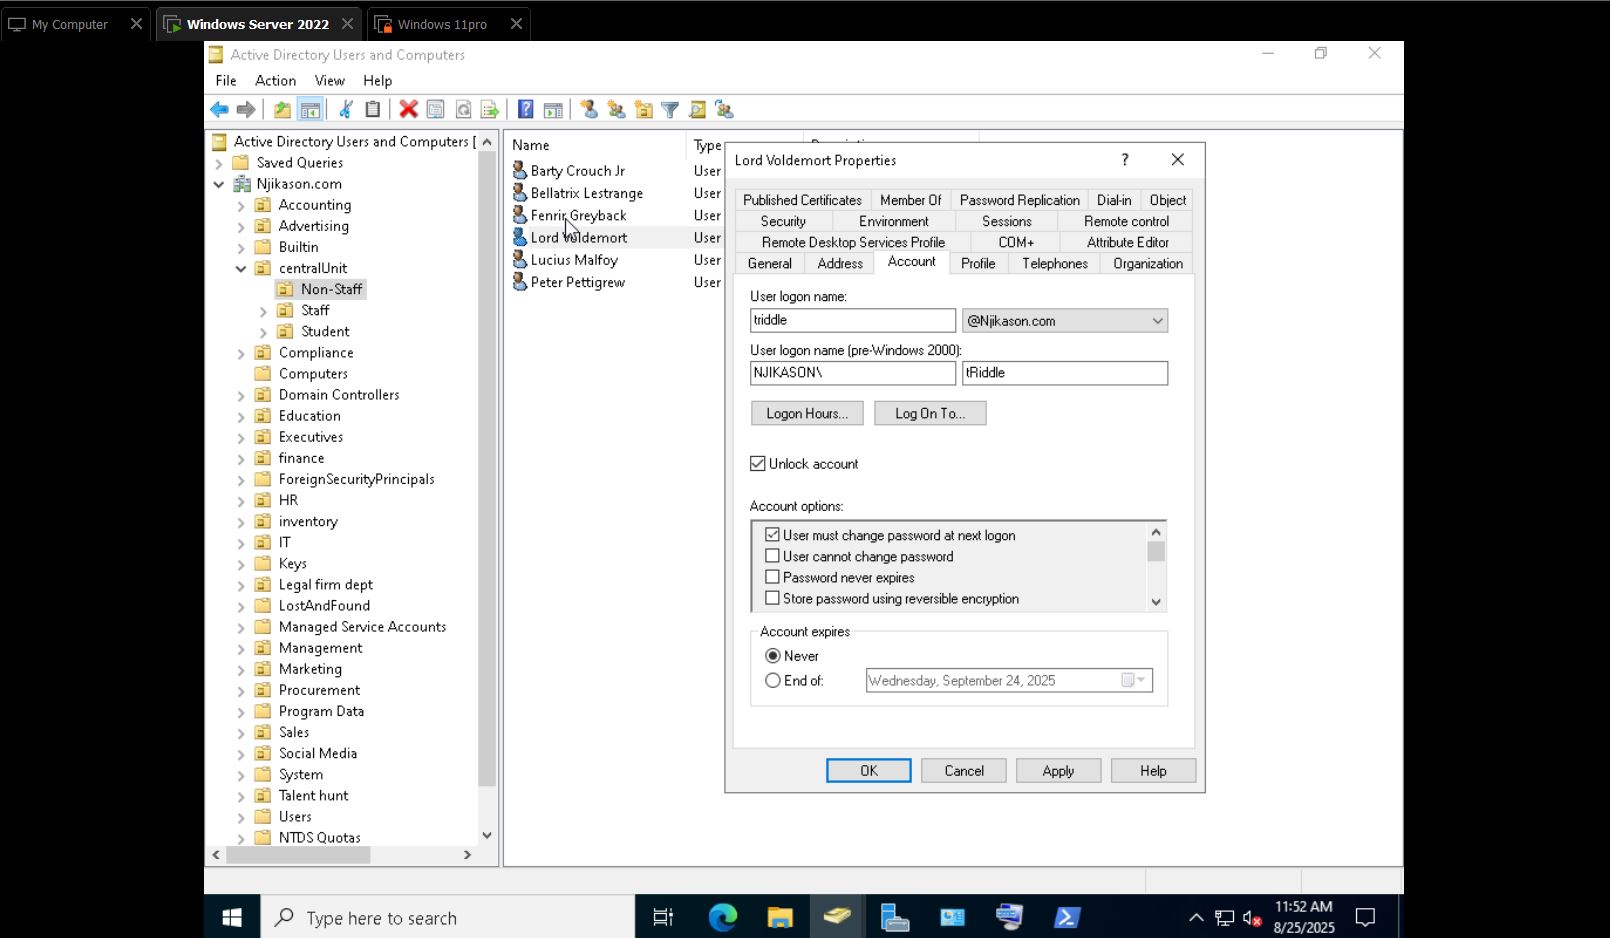 My Computer
Windows Server 2022
Windows 11pro
Active Directory Users and Computers
File Action View Help
Active Directory Users and Computers [
Saved Queries
Njikason.com
Accounting
Advertising
Builtin
centralUnit
Non-Staff
Staff
Student
Compliance
Computers
Domain Controllers
Education
Executives
finance
ForeignSecurityPrincipals
HR
inventory
IT
Keys
Legal firm dept
LostAndFound
Managed Service Accounts
Management
Marketing
Procurement
Program Data
Sales
Social Media
System
Talent hunt
Users
NTDS Quotas
Name Type
Barty Crouch Jr User
Bellatrix Lestrange User
Fenrir Greyback User
Lord Voldemort User
Lucius Malfoy User
Peter Pettigrew User
Lord Voldemort Properties
?
Published Certificates Member Of Password Replication Dial-in Object
Security Environment Sessions Remote control
Remote Desktop Services Profile COM+ Attribute Editor
General Address Account Profile Telephones Organization
User logon name:
triddle @Njikason.com
User logon name (pre-Windows 2000):
NJIKASON\ tRiddle
Logon Hours... Log On To...
Unlock account
Account options:
User must change password at next logon
User cannot change password
Password never expires
Store password using reversible encryption
Account expires
Never
End of: Wednesday, September 24, 2025
OK Cancel Apply Help
Type here to search
11:52 AM
8/25/2025